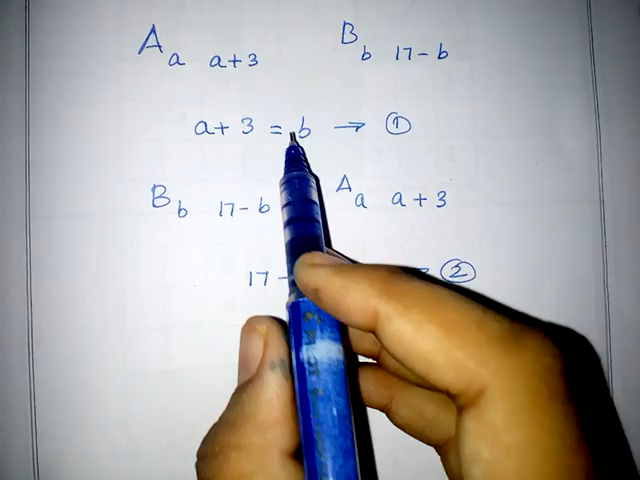 A a a+3 B b 17-b
a+3 = b → ①
B b 17-b A a a+3
17- → ②